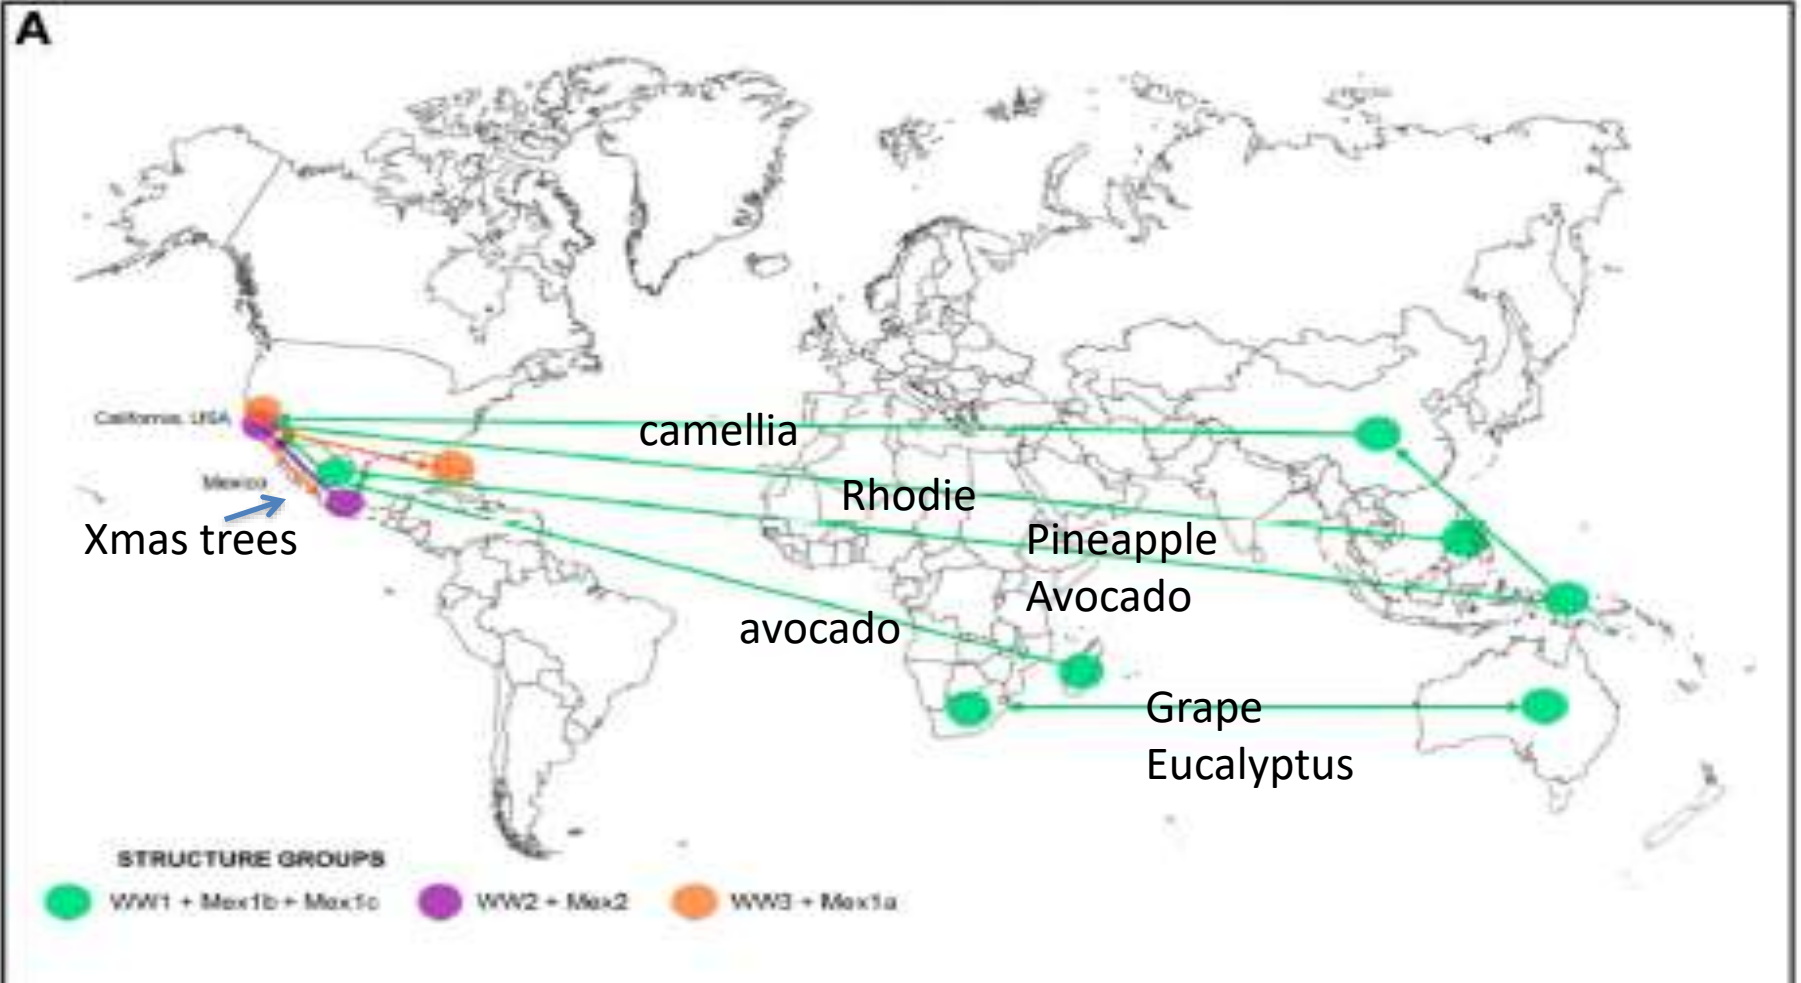 A
California, USA
camellia
Mexico
Rhodie
Xmas trees
Pineapple
Avocado
avocado
Grape
Eucalyptus
STRUCTURE GROUPS
WW1 + Mex1b + Mex1c
WW2 + Mex2
WW3 + Mex1a